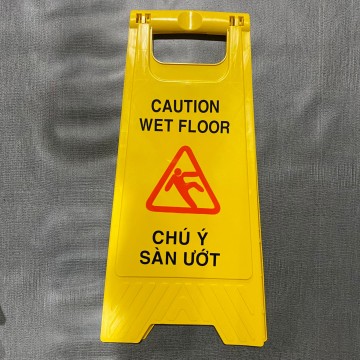 CAUTION
WET FLOOR
CHÚ Ý
SÀN ƯỚT